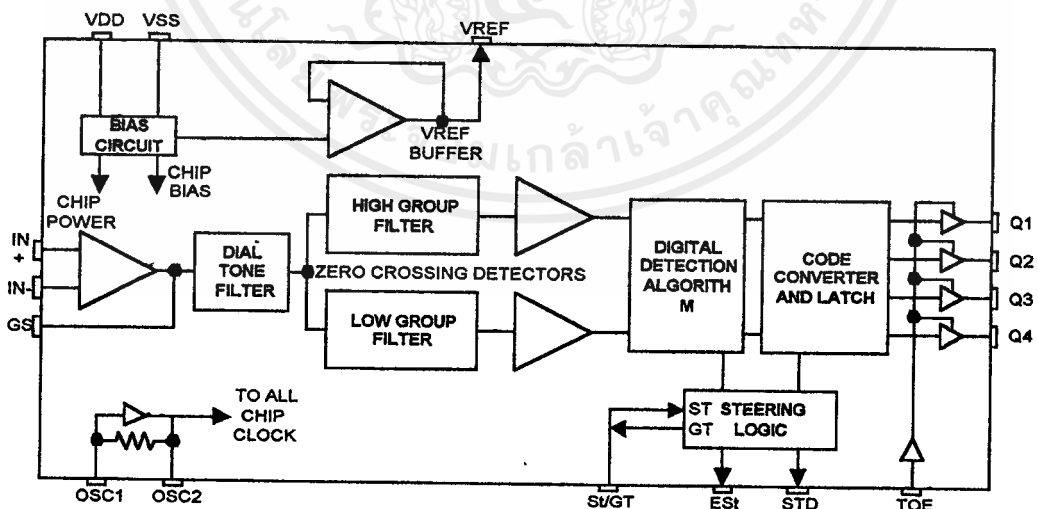 VDD
VSS
VREF
BIAS
CIRCUIT
VREF
BUFFER
CHIP
BIAS
CHIP
POWER
IN
+
IN-
GS
DIAL
TONE
FILTER
HIGH GROUP
FILTER
ZERO CROSSING DETECTORS
LOW GROUP
FILTER
DIGITAL
DETECTION
ALGORITH
M
CODE
CONVERTER
AND LATCH
Q1
Q2
Q3
Q4
TO ALL
CHIP
CLOCK
ST STEERING
GT LOGIC
OSC1
OSC2
St/GT
ESt
STD
TOE